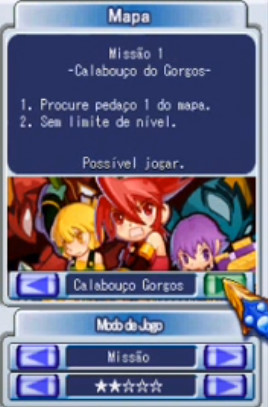 Mapa
Missão 1
-Calabouço do Gorgos-
1. Procure pedaço 1 do mapa.
2. Sem limite de nível.
Possível jogar.
Calabouço Gorgos
Modo de Jogo
Missão
★★☆☆☆